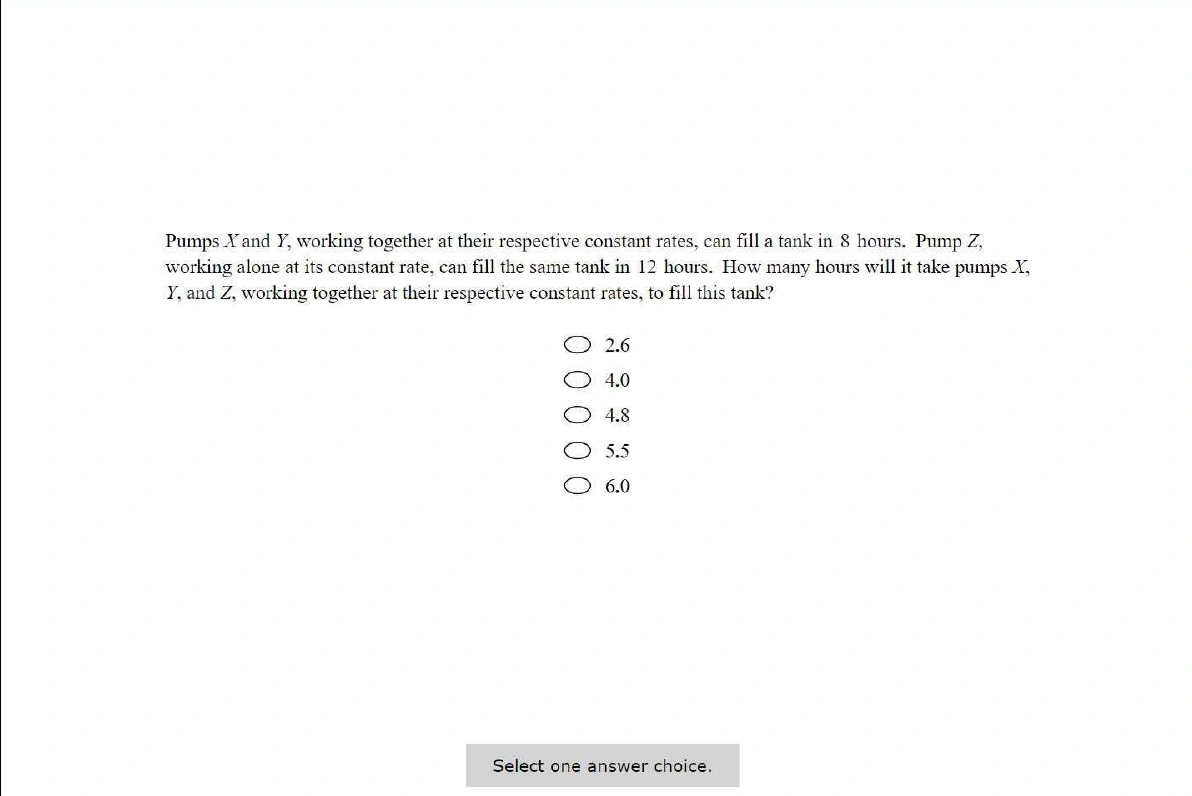 Pumps X and Y, working together at their respective constant rates, can fill a tank in 8 hours. Pump Z,
working alone at its constant rate, can fill the same tank in 12 hours. How many hours will it take pumps X,
Y, and Z, working together at their respective constant rates, to fill this tank?
2.6
4.0
4.8
5.5
6.0
Select one answer choice.